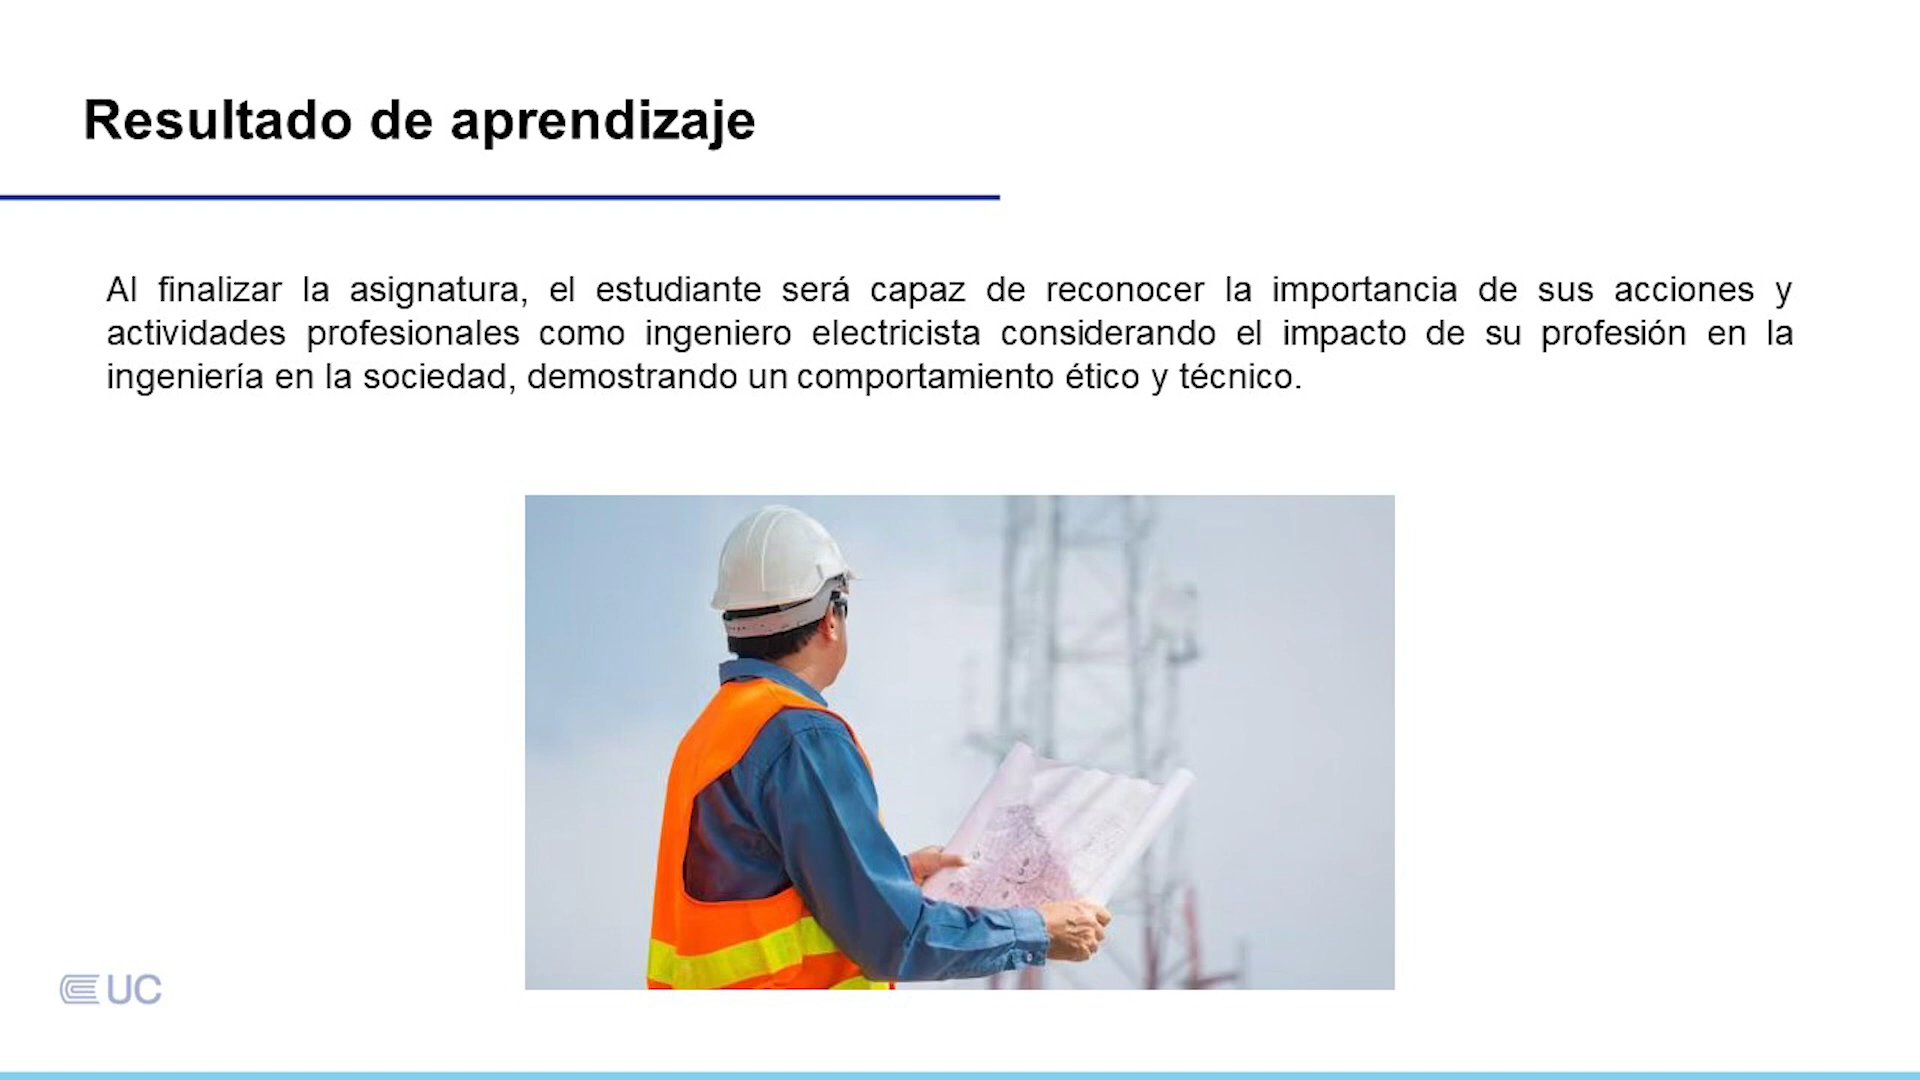 Resultado de aprendizaje
Al finalizar la asignatura, el estudiante será capaz de reconocer la importancia de sus acciones y
actividades profesionales como ingeniero electricista considerando el impacto de su profesión en la
ingeniería en la sociedad, demostrando un comportamiento ético y técnico.
UC